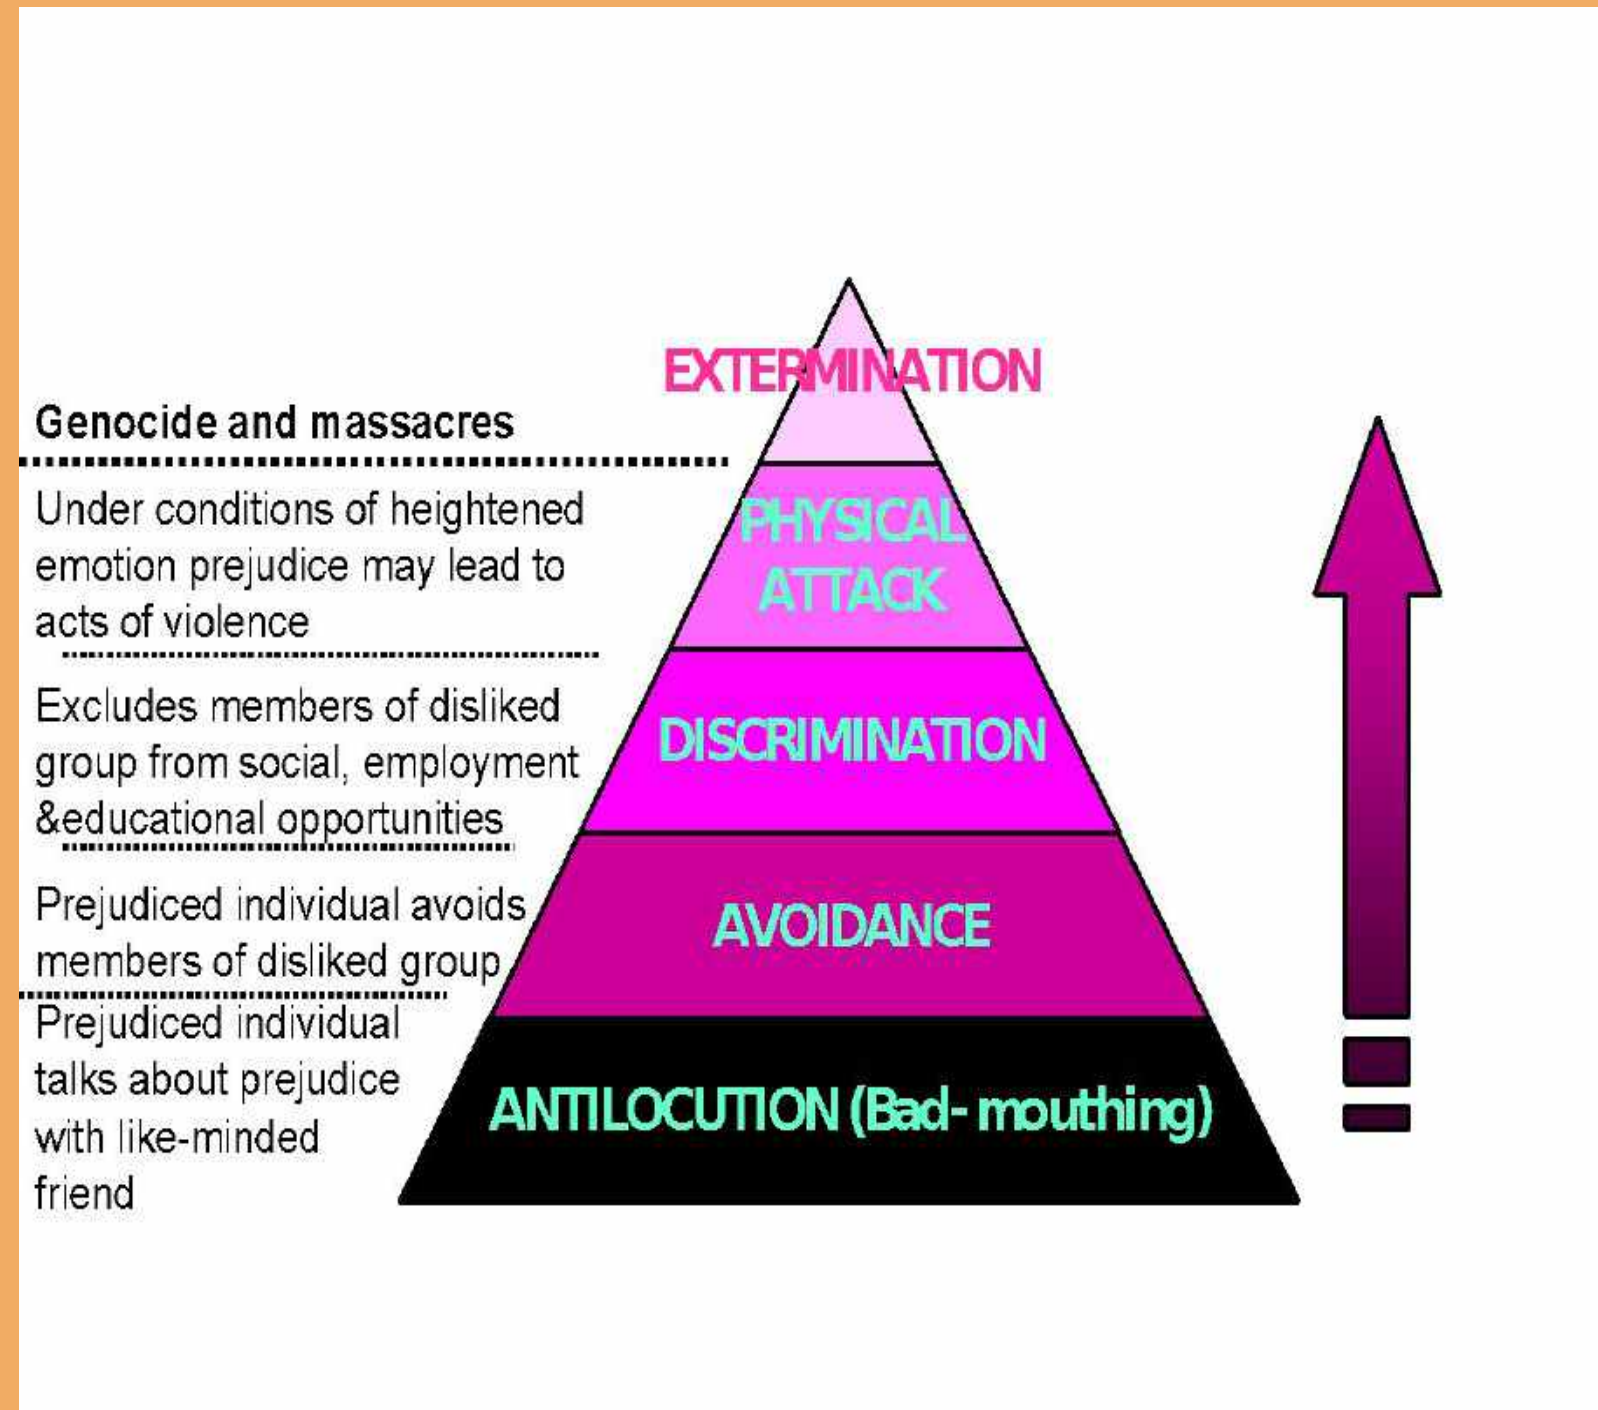 EXTERMINATION
Genocide and massacres
PHYSICAL
ATTACK
Under conditions of heightened
emotion prejudice may lead to
acts of violence
DISCRIMINATION
Excludes members of disliked
group from social, employment
&educational opportunities
AVOIDANCE
Prejudiced individual avoids
members of disliked group
ANTILOCUTION (Bad- mouthing)
Prejudiced individual
talks about prejudice
with like-minded
friend